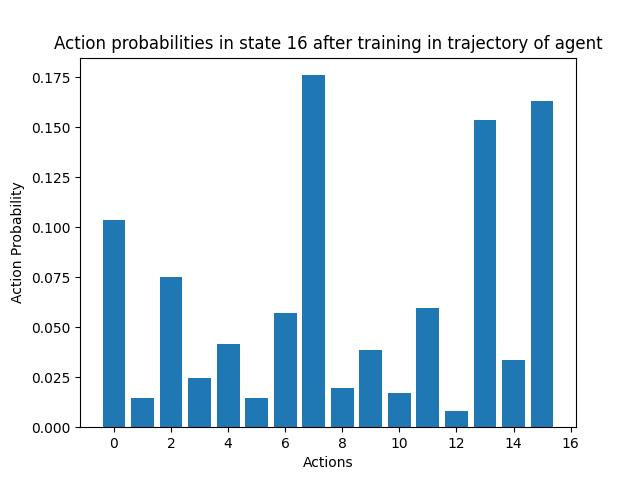 Action probabilities in state 16 after training in trajectory of agent
0.175
0.150
0.125
0.100
0.075
0.050
0.025
0.000
Action Probability
0 2 4 6 8 10 12 14 16
Actions